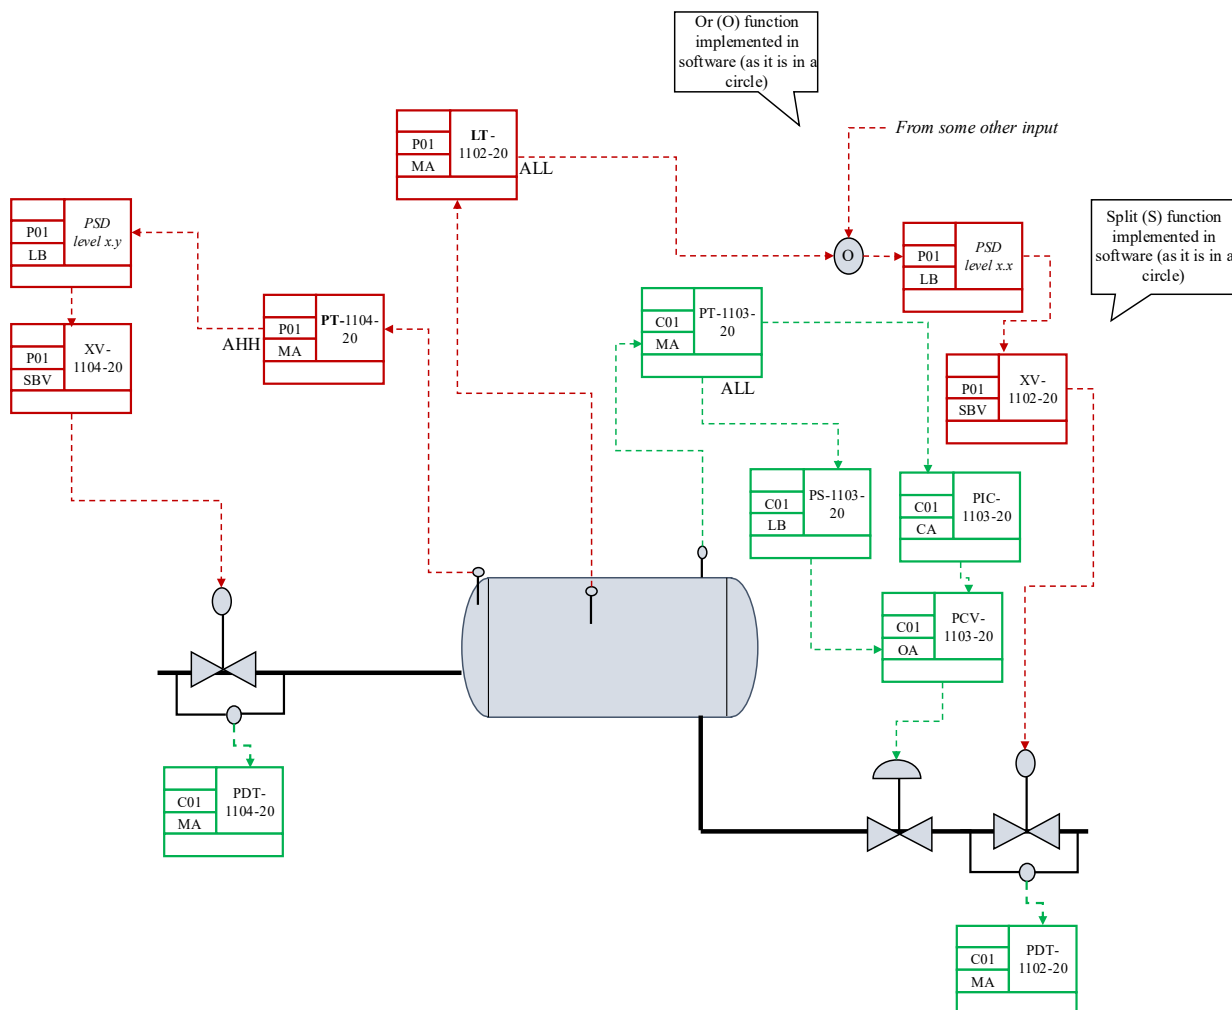 Or (O) function
implemented in
software (as it is in a
circle)
From some other input
P01
MA
LT-
1102-20
ALL
O
Split (S) function
implemented in
software (as it is in a
circle)
P01
LB
PSD
level x.y
P01
LB
PSD
level x.x
P01
MA
PT-1104-
20
AHH
C01
MA
PT-1103-
20
ALL
P01
SBV
XV-
1104-20
P01
SBV
XV-
1102-20
C01
LB
PS-1103-
20
C01
CA
PIC-
1103-20
C01
OA
PCV-
1103-20
C01
MA
PDT-
1104-20
C01
MA
PDT-
1102-20